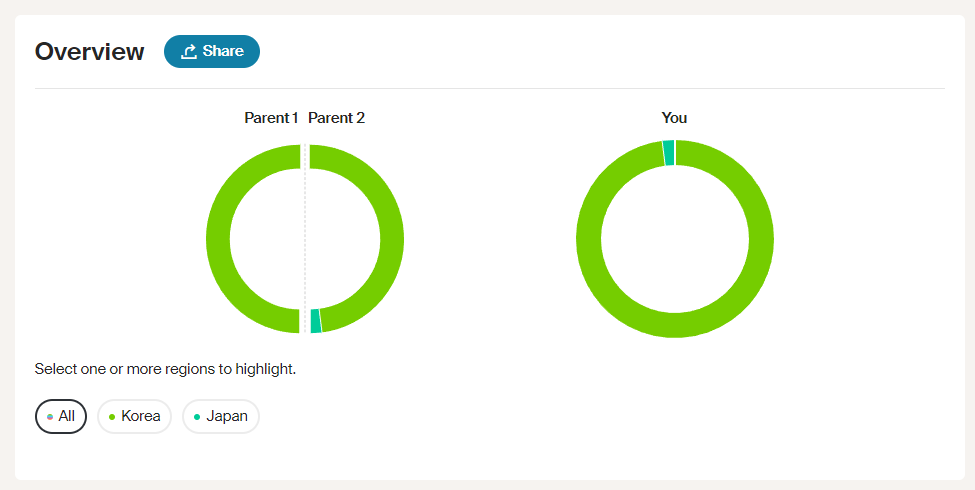 Overview
Share
Parent 1 Parent 2
You
Select one or more regions to highlight.
All Korea Japan